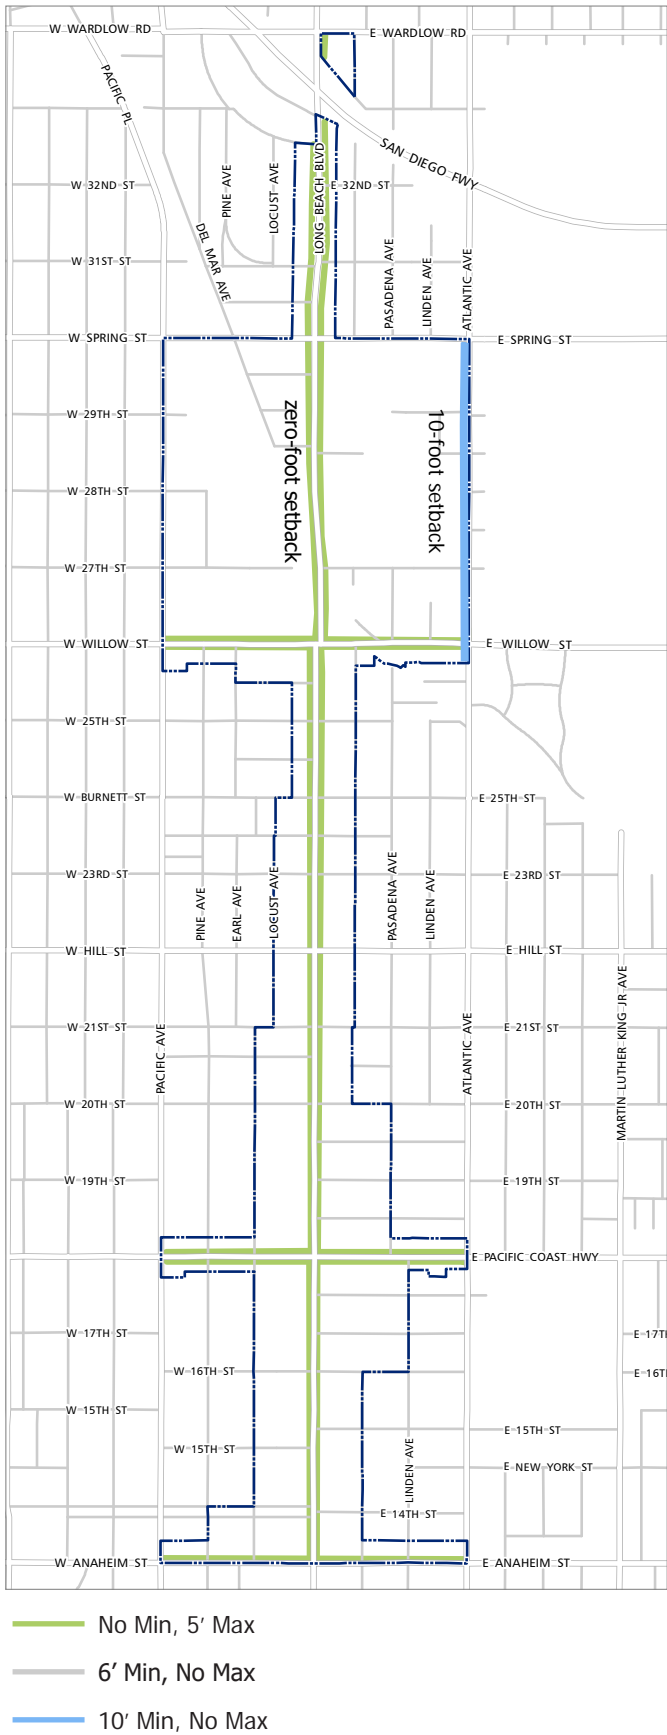 W WARDLOW RD
E WARDLOW RD
PACIFIC PL
SAN DIEGO FWY
W 32ND ST
PINE AVE
LOCUST AVE
LONG BEACH BLVD
E 32ND ST
W 31ST ST
DEL MAR AVE
PASADENA AVE
LINDEN AVE
ATLANTIC AVE
W SPRING ST
E SPRING ST
W 29TH ST
zero-foot setback
10-foot setback
W 28TH ST
W 27TH ST
W WILLOW ST
E WILLOW ST
W 25TH ST
W BURNETT ST
E 25TH ST
W 23RD ST
E 23RD ST
PINE AVE
EARL AVE
LOCUST AVE
PASADENA AVE
LINDEN AVE
W HILL ST
E HILL ST
W 21ST ST
E 21ST ST
PACIFIC AVE
ATLANTIC AVE
MARTIN LUTHER KING JR AVE
W 20TH ST
E 20TH ST
W 19TH ST
E 19TH ST
E PACIFIC COAST HWY
W 17TH ST
E 17T
W 16TH ST
E 16T
W 15TH ST
E 15TH ST
W 15TH ST
LINDEN AVE
E NEW YORK ST
E 14TH ST
W ANAHEIM ST
E ANAHEIM ST
No Min, 5’ Max
6’ Min, No Max
10’ Min, No Max